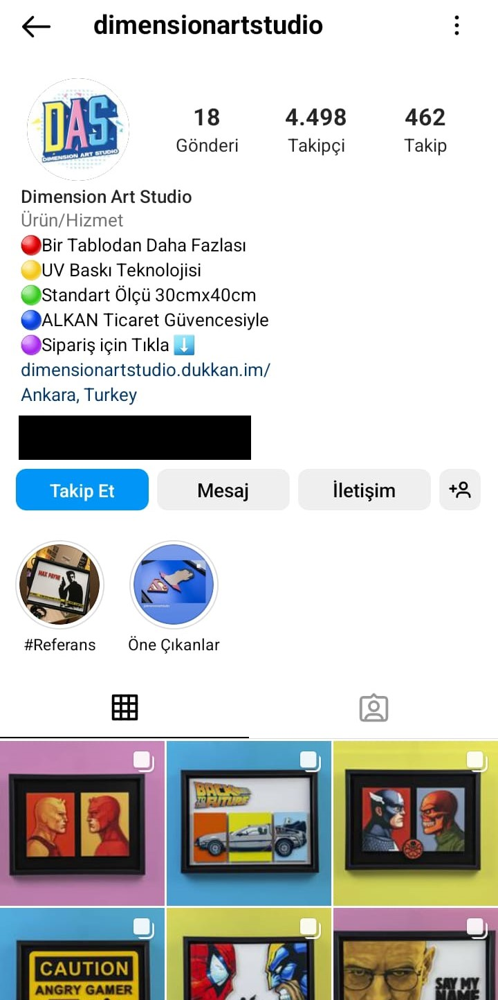 dimensionartstudio
DAS
DIMENSION ART STUDIO
18
Gönderi
4.498
Takipçi
462
Takip
Dimension Art Studio
Ürün/Hizmet
🔴Bir Tablodan Daha Fazlası
🟡UV Baskı Teknolojisi
🟢Standart Ölçü 30cmx40cm
🔵ALKAN Ticaret Güvencesiyle
🟣Sipariş için Tıkla ⬇️
dimensionartstudio.dukkan.im/
Ankara, Turkey
Takip Et
Mesaj
İletişim
MAX PAYNE
#Referans
Öne Çıkanlar
BACK
TO THE FUTURE
CAUTION
ANGRY GAMER
SAY MY
NAME